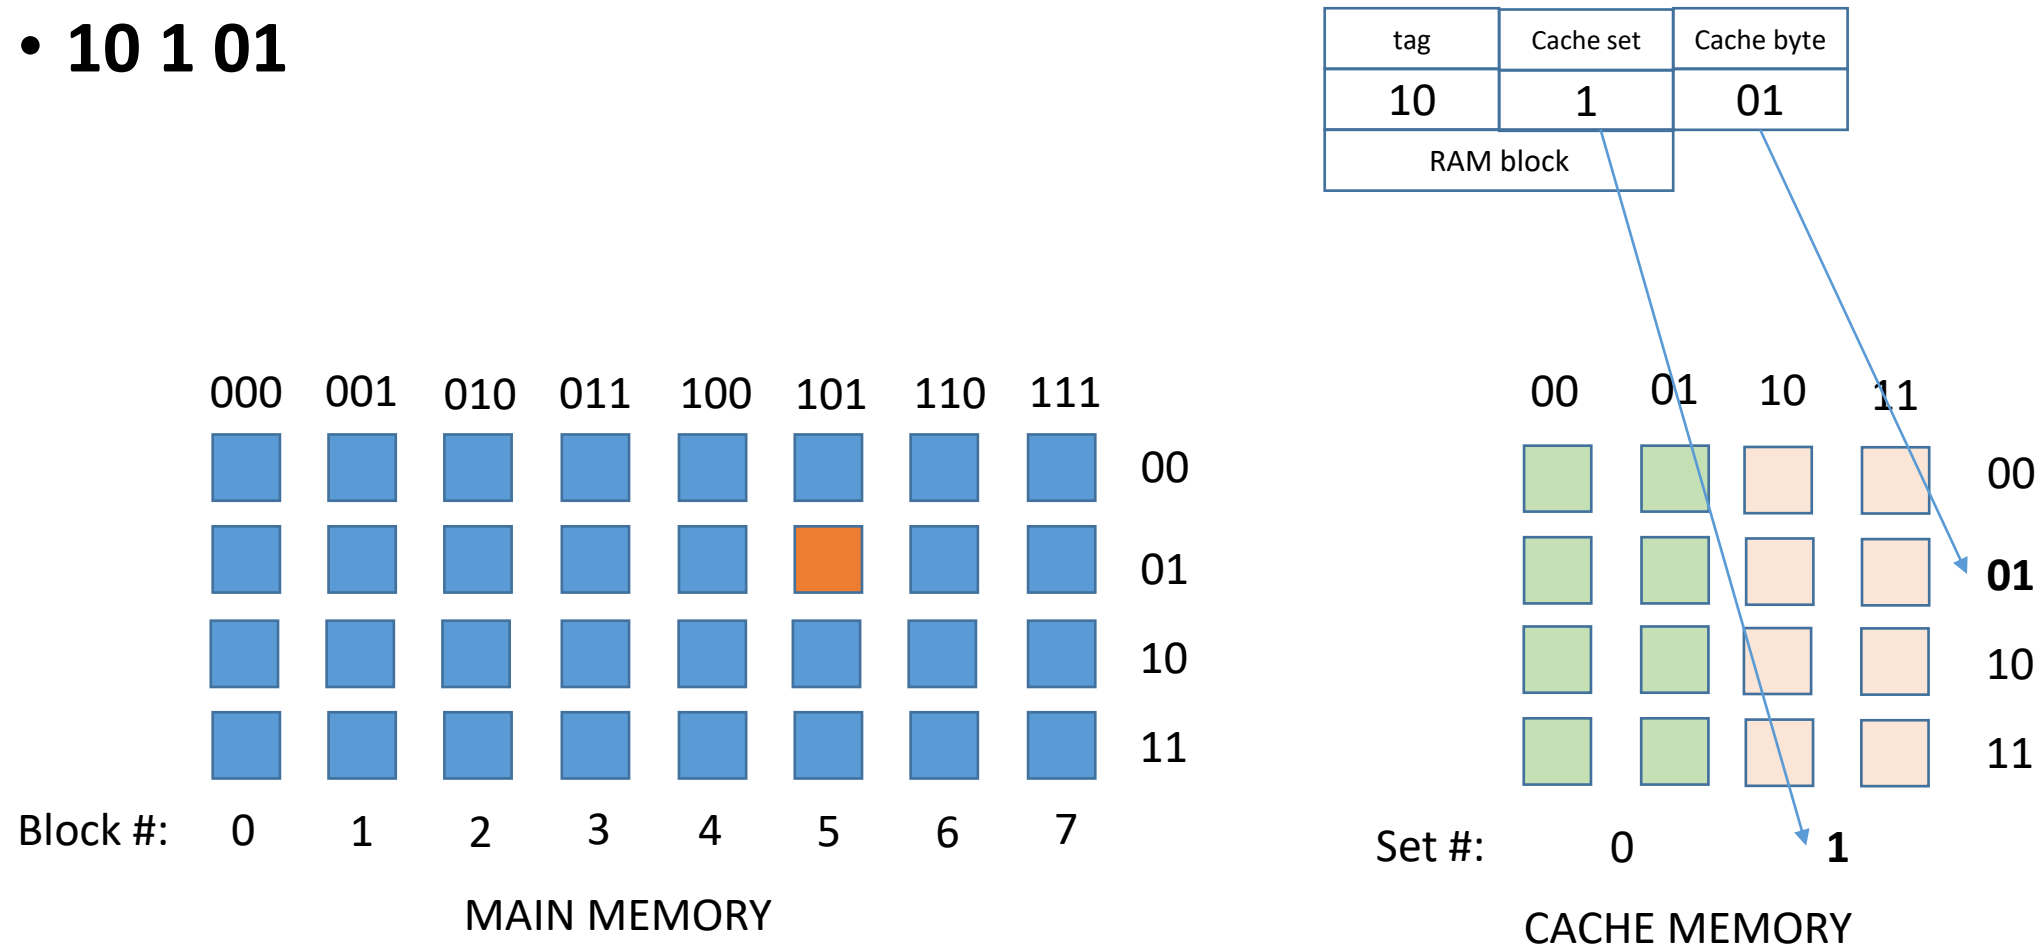 • 10 1 01
tag Cache set Cache byte
10 1 01
RAM block
000 001 010 011 100 101 110 111
00
01
10
11
Block #: 0 1 2 3 4 5 6 7
MAIN MEMORY
00 01 10 11
00
01
10
11
Set #: 0 1
CACHE MEMORY